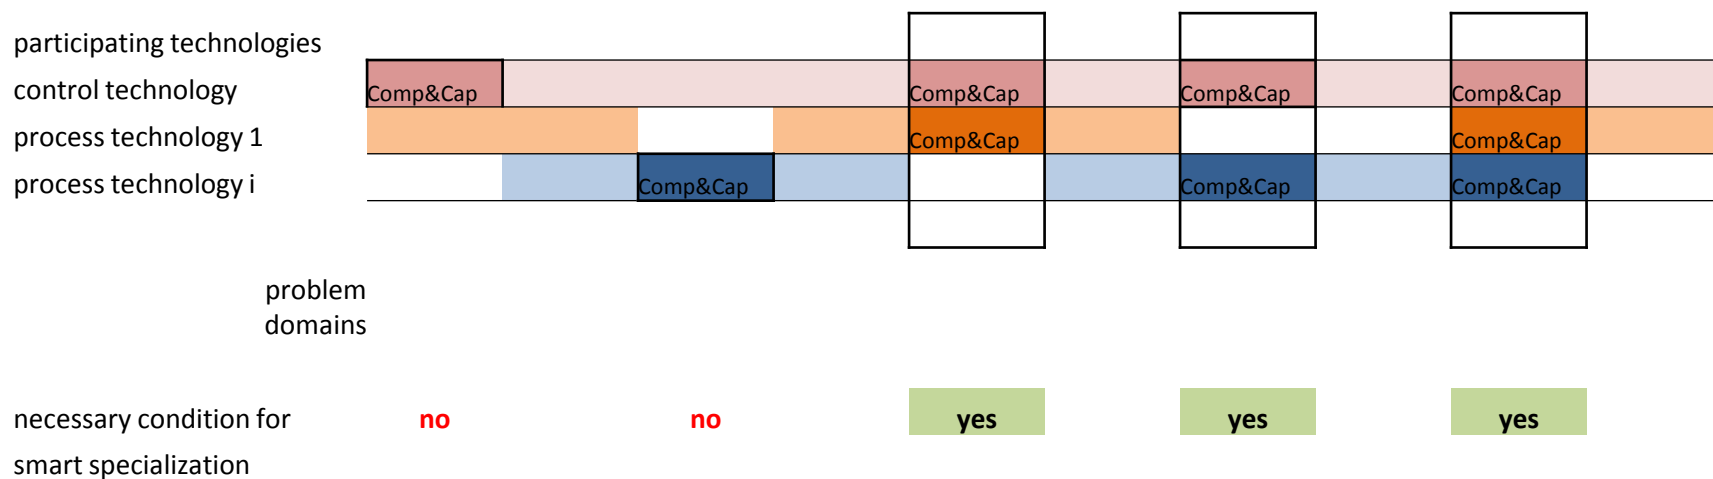 participating technologies
control technology Comp&Cap Comp&Cap Comp&Cap Comp&Cap
process technology 1 Comp&Cap Comp&Cap
process technology i Comp&Cap Comp&Cap Comp&Cap
problem
domains
necessary condition for no no yes yes yes
smart specialization